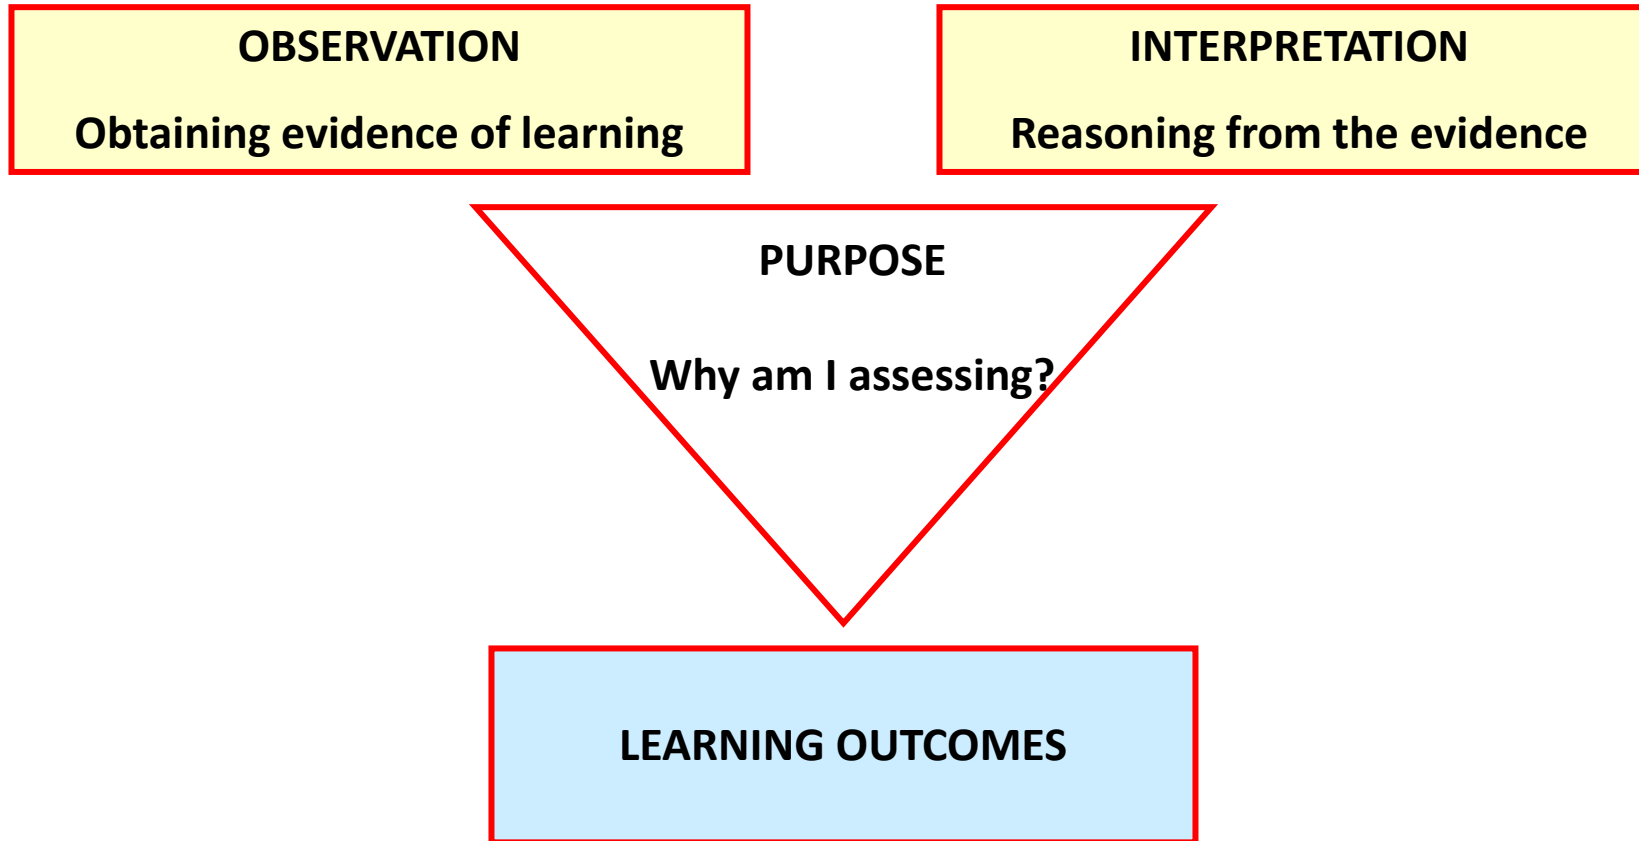 OBSERVATION
Obtaining evidence of learning
INTERPRETATION
Reasoning from the evidence
PURPOSE
Why am I assessing?
LEARNING OUTCOMES